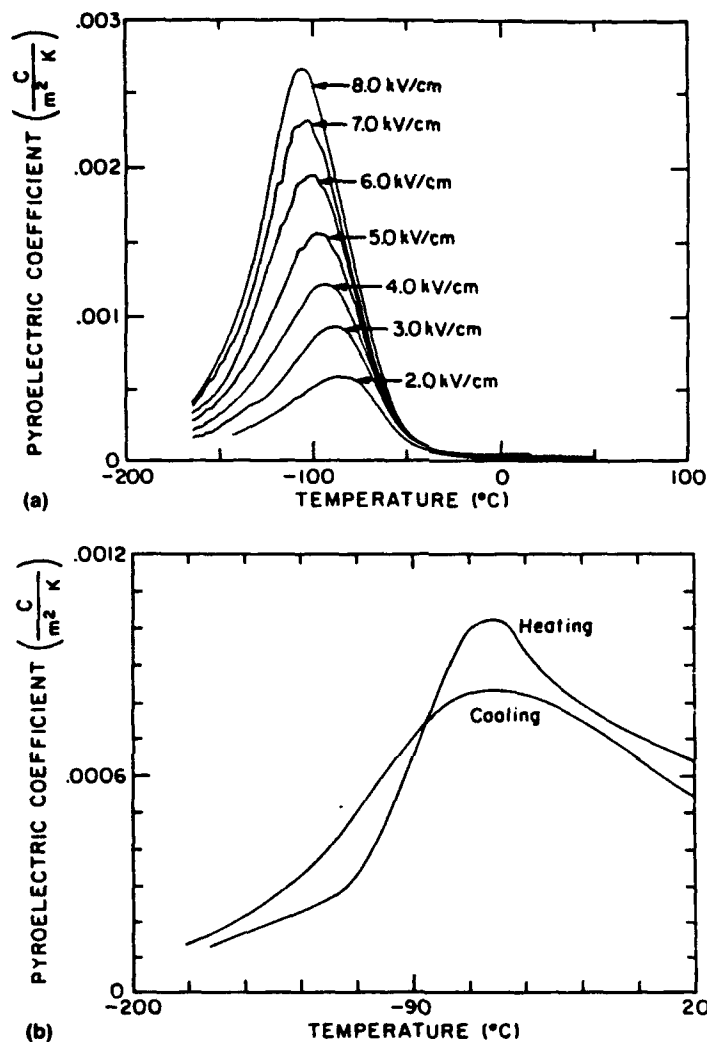 .003
8.0 kV/cm
7.0 kV/cm
.002
6.0 kV/cm
5.0 kV/cm
4.0 kV/cm
.001
3.0 kV/cm
2.0 kV/cm
0
-200
-100
0
100
PYROELECTRIC COEFFICIENT (C/m² K)
TEMPERATURE (°C)
(a)
.0012
Heating
Cooling
.0006
0
-200
-90
20
PYROELECTRIC COEFFICIENT (C/m² K)
TEMPERATURE (°C)
(b)